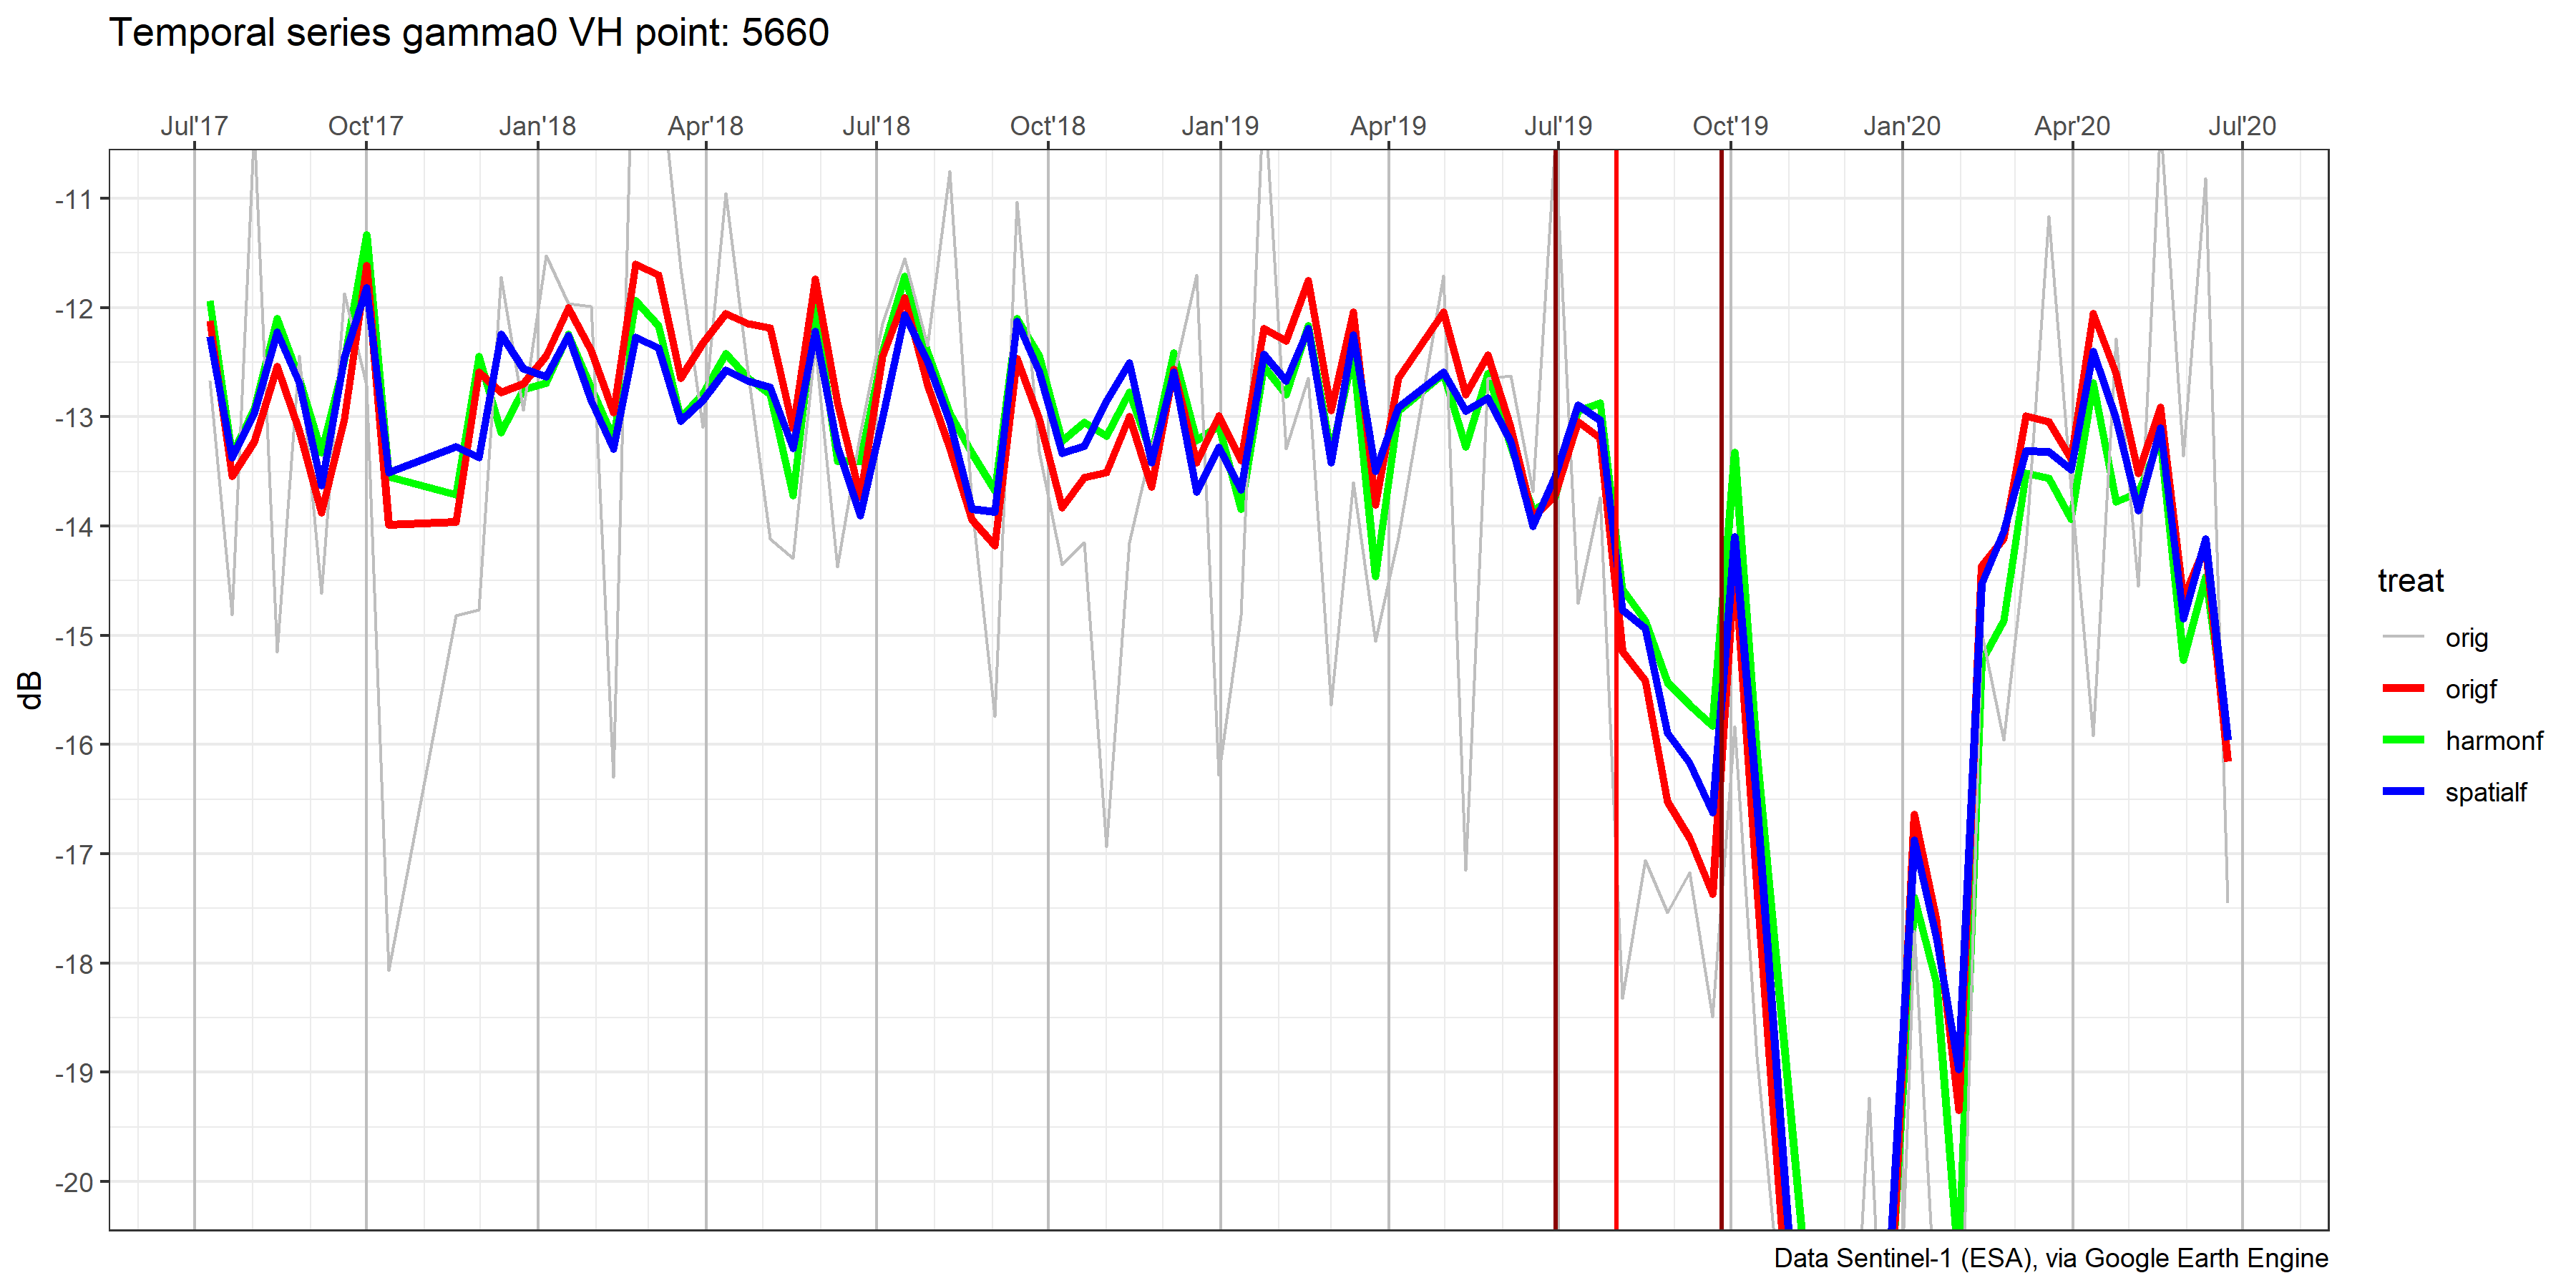 Temporal series gamma0 VH point: 5660
Jul'17 Oct'17 Jan'18 Apr'18 Jul'18 Oct'18 Jan'19 Apr'19 Jul'19 Oct'19 Jan'20 Apr'20 Jul'20
-11
-12
-13
-14
-15
-16
-17
-18
-19
-20
dB
treat
orig
origf
harmonf
spatialf
Data Sentinel-1 (ESA), via Google Earth Engine